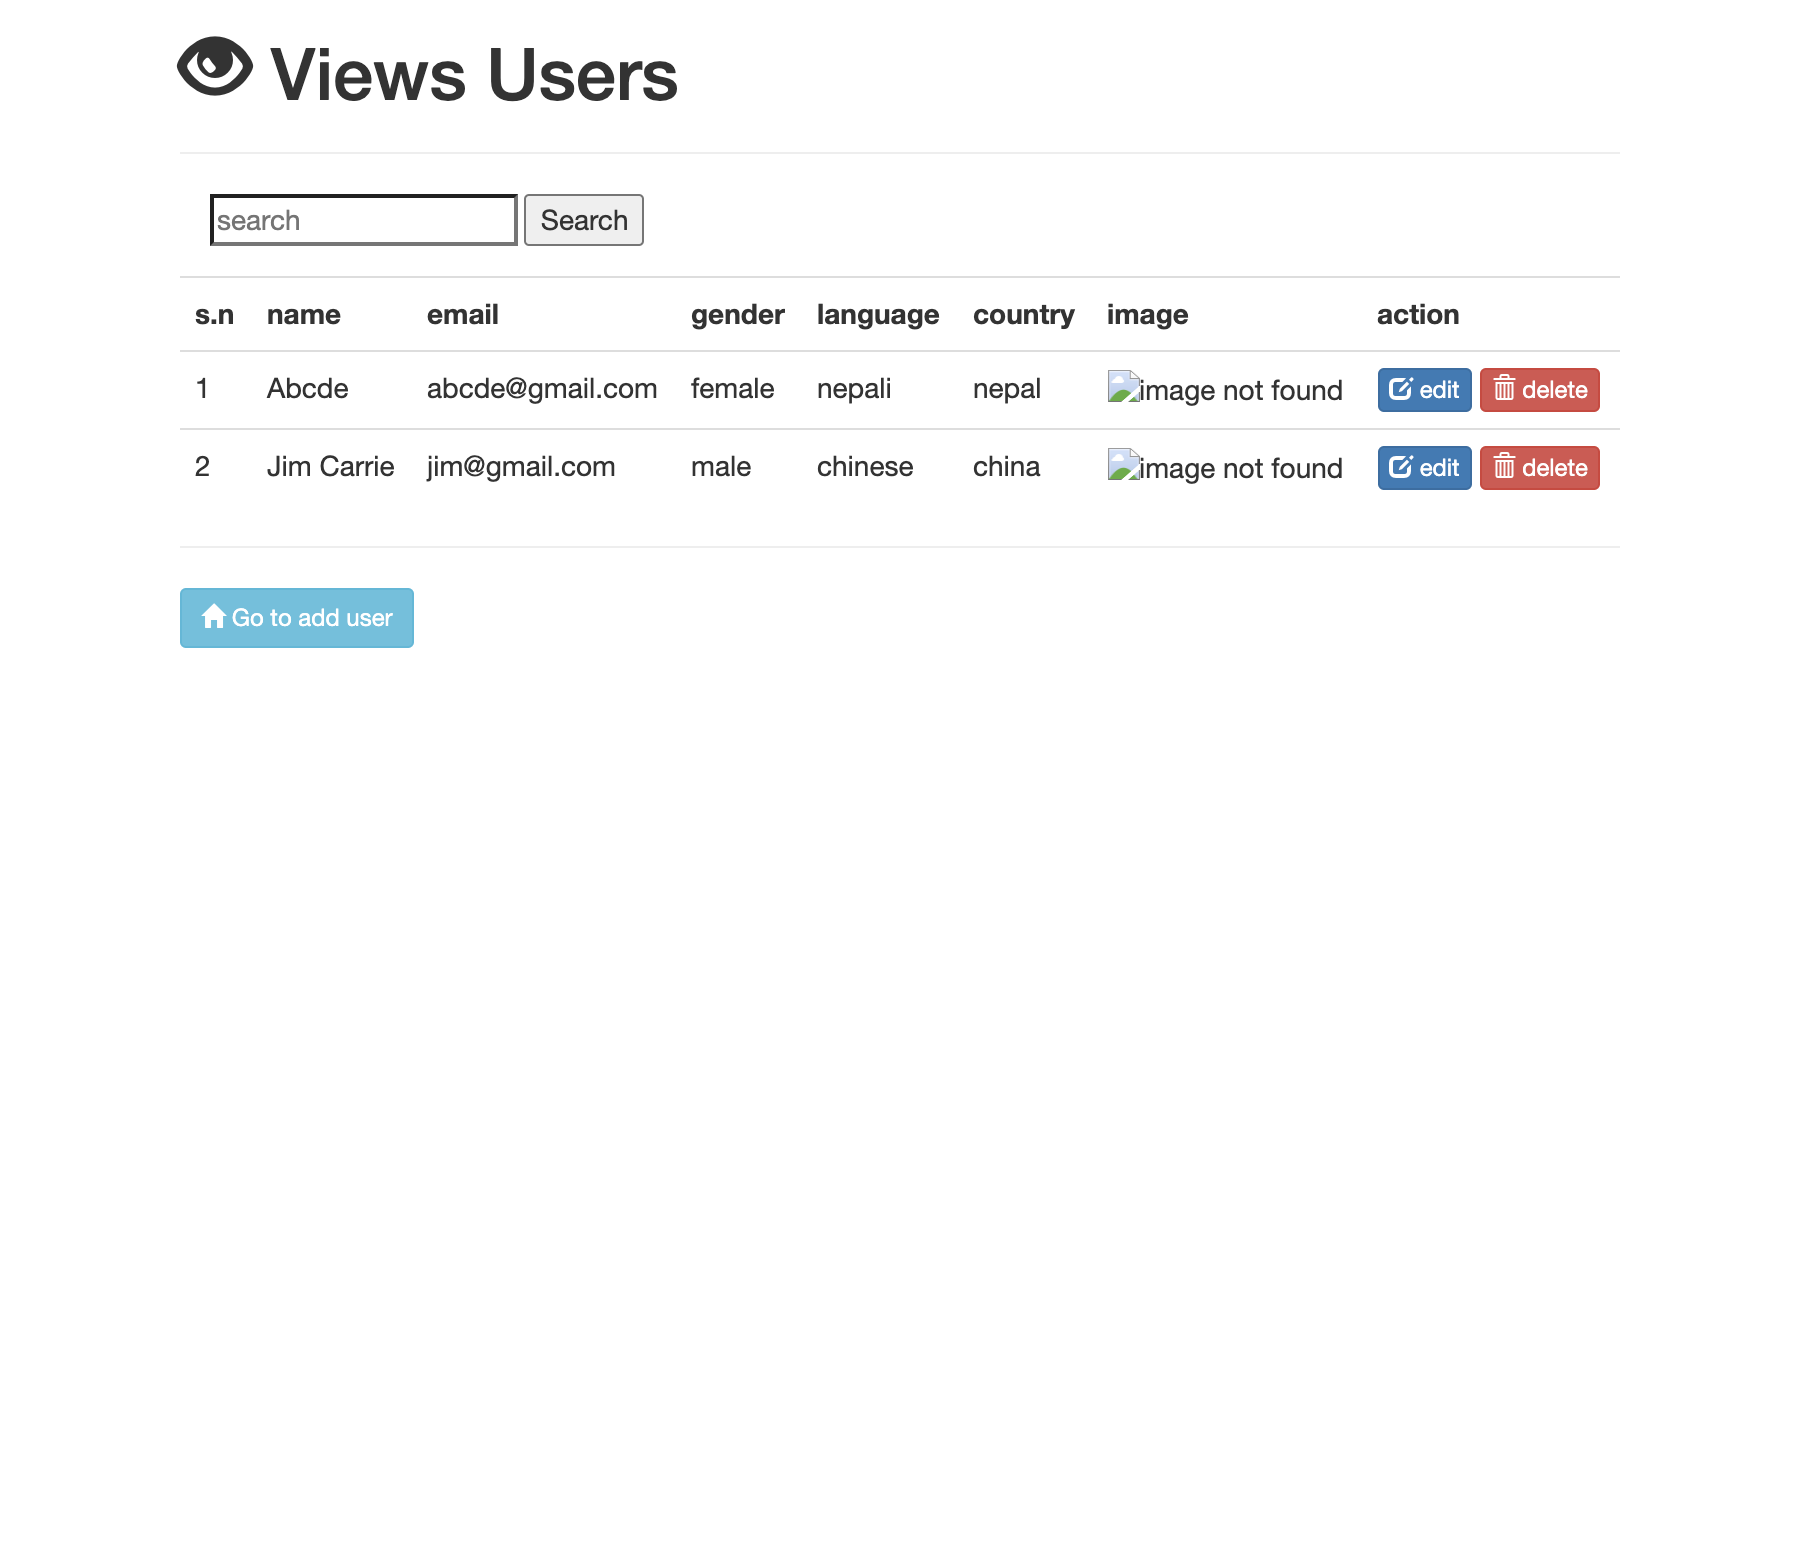 Views Users
search Search
s.n name email gender language country image action
1 Abcde abcde@gmail.com female nepali nepal image not found edit delete
2 Jim Carrie jim@gmail.com male chinese china image not found edit delete
Go to add user